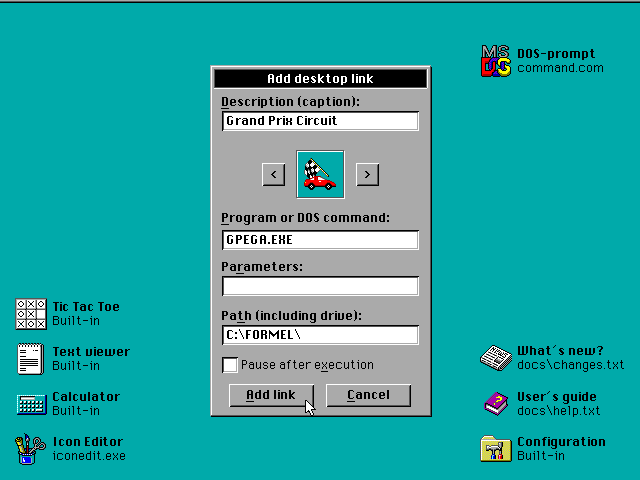 Add desktop link
Description (caption):
Grand Prix Circuit
<
>
Program or DOS command:
GPEGA.EXE
Parameters:
Path (including drive):
C:\FORMEL\
Pause after execution
Add link
Cancel
MS
DOS
DOS-prompt
command.com
Tic Tac Toe
Built-in
Text viewer
Built-in
Calculator
Built-in
Icon Editor
iconedit.exe
What´s new?
docs\changes.txt
User´s guide
docs\help.txt
Configuration
Built-in